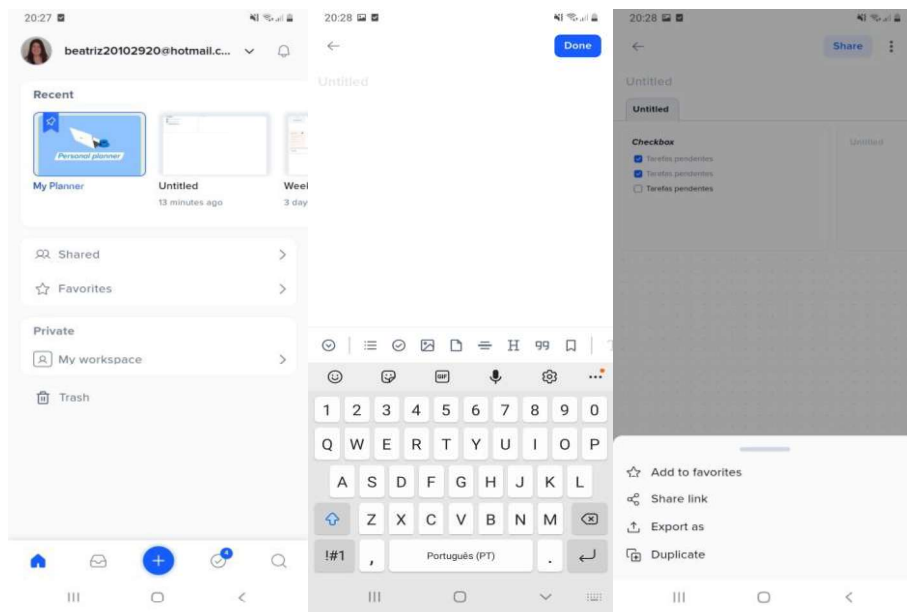 20:27
beatriz20102920@hotmail.c...
Recent
Personal planner
My Planner
Untitled
13 minutes ago
Weel
3 day
Shared
Favorites
Private
My workspace
Trash
4
20:28
Done
Untitled
H 99
GIF
1 2 3 4 5 6 7 8 9 0
Q W E R T Y U I O P
A S D F G H J K L
Z X C V B N M
!#1 , Português (PT) .
20:28
Share
Untitled
Untitled
Checkbox
Untitled
Tarefas pendentes
Tarefas pendentes
Tarefas pendentes
Add to favorites
Share link
Export as
Duplicate